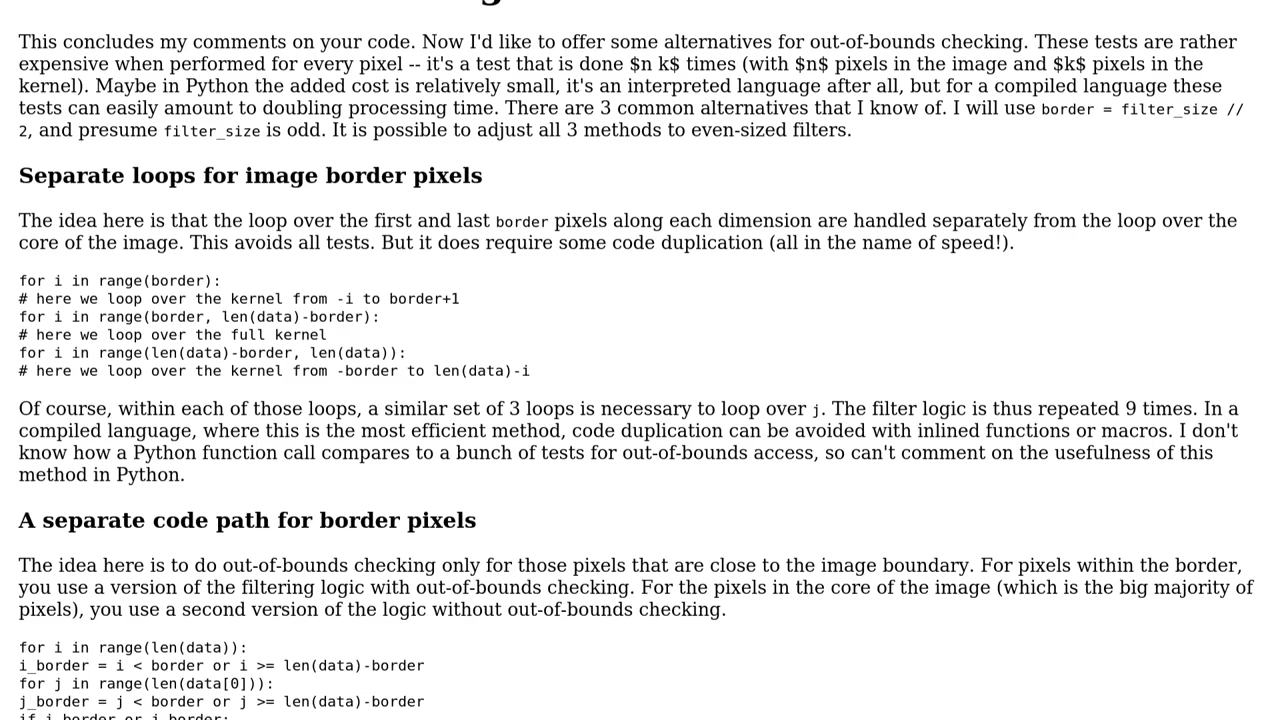 This concludes my comments on your code. Now I'd like to offer some alternatives for out-of-bounds checking. These tests are rather
expensive when performed for every pixel -- it's a test that is done $n k$ times (with $n$ pixels in the image and $k$ pixels in the
kernel). Maybe in Python the added cost is relatively small, it's an interpreted language after all, but for a compiled language these
tests can easily amount to doubling processing time. There are 3 common alternatives that I know of. I will use border = filter_size //
2, and presume filter_size is odd. It is possible to adjust all 3 methods to even-sized filters.
Separate loops for image border pixels
The idea here is that the loop over the first and last border pixels along each dimension are handled separately from the loop over the
core of the image. This avoids all tests. But it does require some code duplication (all in the name of speed!).
for i in range(border):
# here we loop over the kernel from -i to border+1
for i in range(border, len(data)-border):
# here we loop over the full kernel
for i in range(len(data)-border, len(data)):
# here we loop over the kernel from -border to len(data)-i
Of course, within each of those loops, a similar set of 3 loops is necessary to loop over j. The filter logic is thus repeated 9 times. In a
compiled language, where this is the most efficient method, code duplication can be avoided with inlined functions or macros. I don't
know how a Python function call compares to a bunch of tests for out-of-bounds access, so can't comment on the usefulness of this
method in Python.
A separate code path for border pixels
The idea here is to do out-of-bounds checking only for those pixels that are close to the image boundary. For pixels within the border,
you use a version of the filtering logic with out-of-bounds checking. For the pixels in the core of the image (which is the big majority of
pixels), you use a second version of the logic without out-of-bounds checking.
for i in range(len(data)):
i_border = i < border or i >= len(data)-border
for j in range(len(data[0])):
j_border = j < border or j >= len(data)-border
if i_border or j_border: